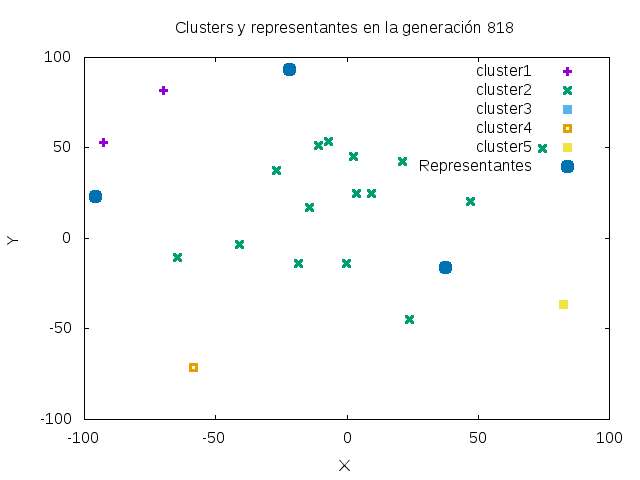 Clusters y representantes en la generación 818
100
50
0
-50
-100
-100
-50
0
50
100
Y
X
cluster1
cluster2
cluster3
cluster4
cluster5
Representantes